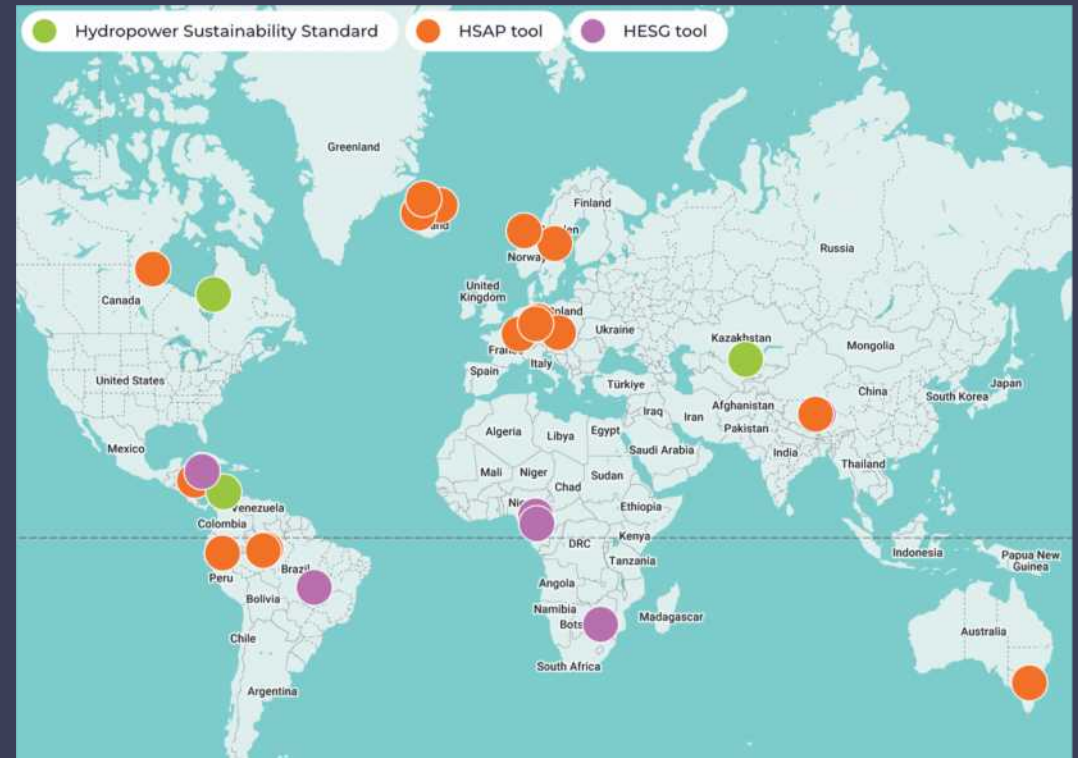 Hydropower Sustainability Standard
HSAP tool
HESG tool
Greenland
Finland
Norway
Russia
Canada
United
Kingdom
Ukraine
Kazakhstan
Mongolia
Italy
Spain
United States
Türkiye
China
Japan
South Korea
Afghanistan
Iraq
Iran
Pakistan
Algeria
Libya
Egypt
Saudi Arabia
India
Mexico
Thailand
Mali
Niger
Sudan
Chad
Ethiopia
Venezuela
Colombia
DRC
Kenya
Tanzania
Indonesia
Papua New
Guinea
Peru
Brazil
Angola
Bolivia
Namibia
Madagascar
Australia
Chile
South Africa
Argentina